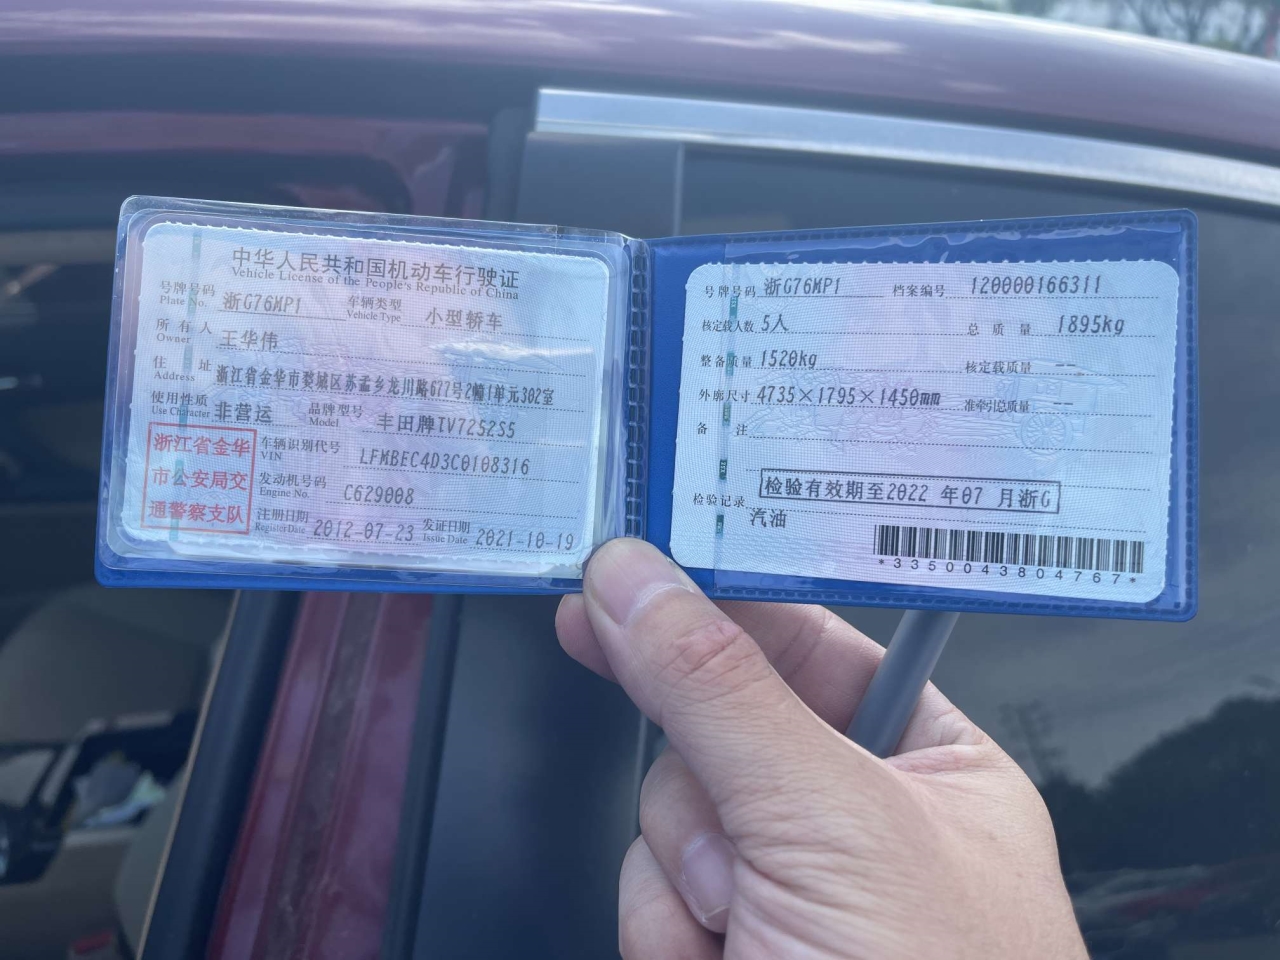 中华人民共和国机动车行驶证
Vehicle License of the People's Republic of China
号牌号码 浙G76MP1 车辆类型 小型轿车
Plate No. Vehicle Type
所有人 王华伟
Owner
住址 浙江省金华市婺城区苏孟乡龙川路677号2幢1单元302室
Address
使用性质 非营运 品牌型号 丰田牌TV7252S5
Use Character Model
浙江省金华
市公安局交
通警察支队
车辆识别代号 LFMBEC4D3C0108316
VIN
发动机号码 C629008
Engine No.
注册日期 2012-07-23 发证日期 2021-10-19
Register Date Issue Date
号牌号码 浙G76MP1 档案编号 120000166311
核定载人数 5人 总质量 1895kg
整备质量 1520kg 核定载质量 --
外廓尺寸 4735×1795×1450mm 准牵引总质量 --
备注
检验有效期至2022 年07 月浙G
检验记录
汽油
*3350043804767*